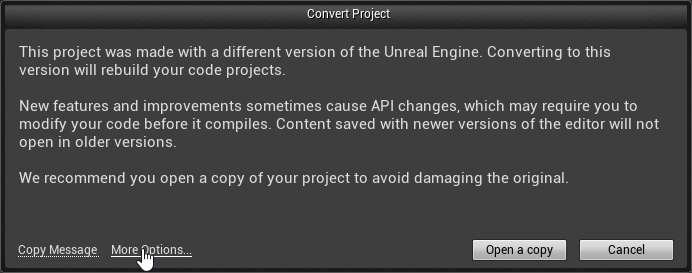 Convert Project
This project was made with a different version of the Unreal Engine. Converting to this
version will rebuild your code projects.
New features and improvements sometimes cause API changes, which may require you to
modify your code before it compiles. Content saved with newer versions of the editor will not
open in older versions.
We recommend you open a copy of your project to avoid damaging the original.
Copy Message More Options... Open a copy Cancel